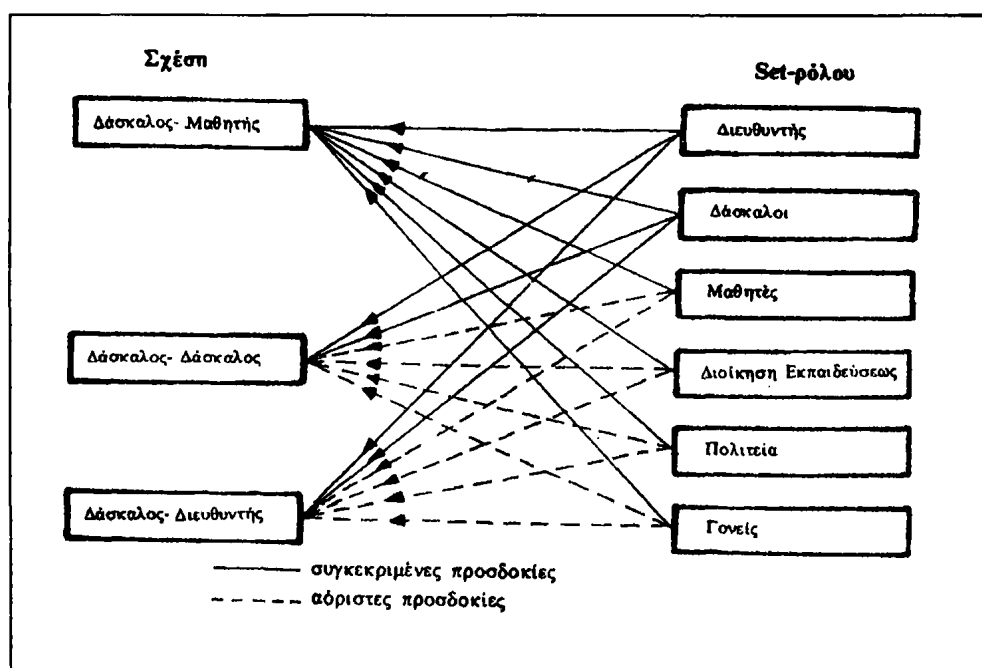 Σχέση
Set-ρόλου
Δάσκαλος- Μαθητής
Διευθυντής
Δάσκαλοι
Μαθητὲς
Δάσκαλος- Δάσκαλος
Διοίκηση Εκπαιδεύσεως
Πολιτεία
Δάσκαλος- Διευθυντής
Γονείς
συγκεκριμένες προσδοκίες
αόριστες προσδοκίες